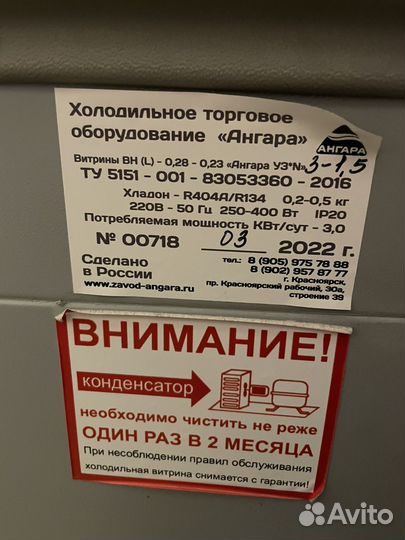 Холодильное торговое
оборудование «Ангара»
АНГАРА
Витрины ВН (L) - 0,28 - 0,23 «Ангара УЗ*N» 3-1,5
ТУ 5151 - 001 - 83053360 - 2016
Хладон - R404A/R134 0,2-0,5 кг
220В - 50 Гц 250-400 Вт IP20
Потребляемая мощность КВт/сут - 3,0
№ 00718 03 2022 г.
Сделано
в России
www.zavod-angara.ru
тел.: 8 (905) 975 78 88
8 (902) 957 87 77
г. Красноярск,
пр. Красноярский рабочий, 30а,
строение 39
ВНИМАНИЕ!
конденсатор
необходимо чистить не реже
ОДИН РАЗ В 2 МЕСЯЦА
При несоблюдении правил обслуживания
холодильная витрина снимается с гарантии!
Avito